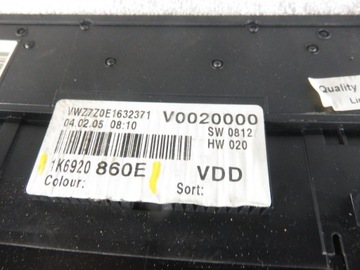 VWZ7Z0E1632371 V0020000
04.02.05 08:10 SW 0812
HW 020
1K6920 860E VDD
Colour: Sort:
Quality